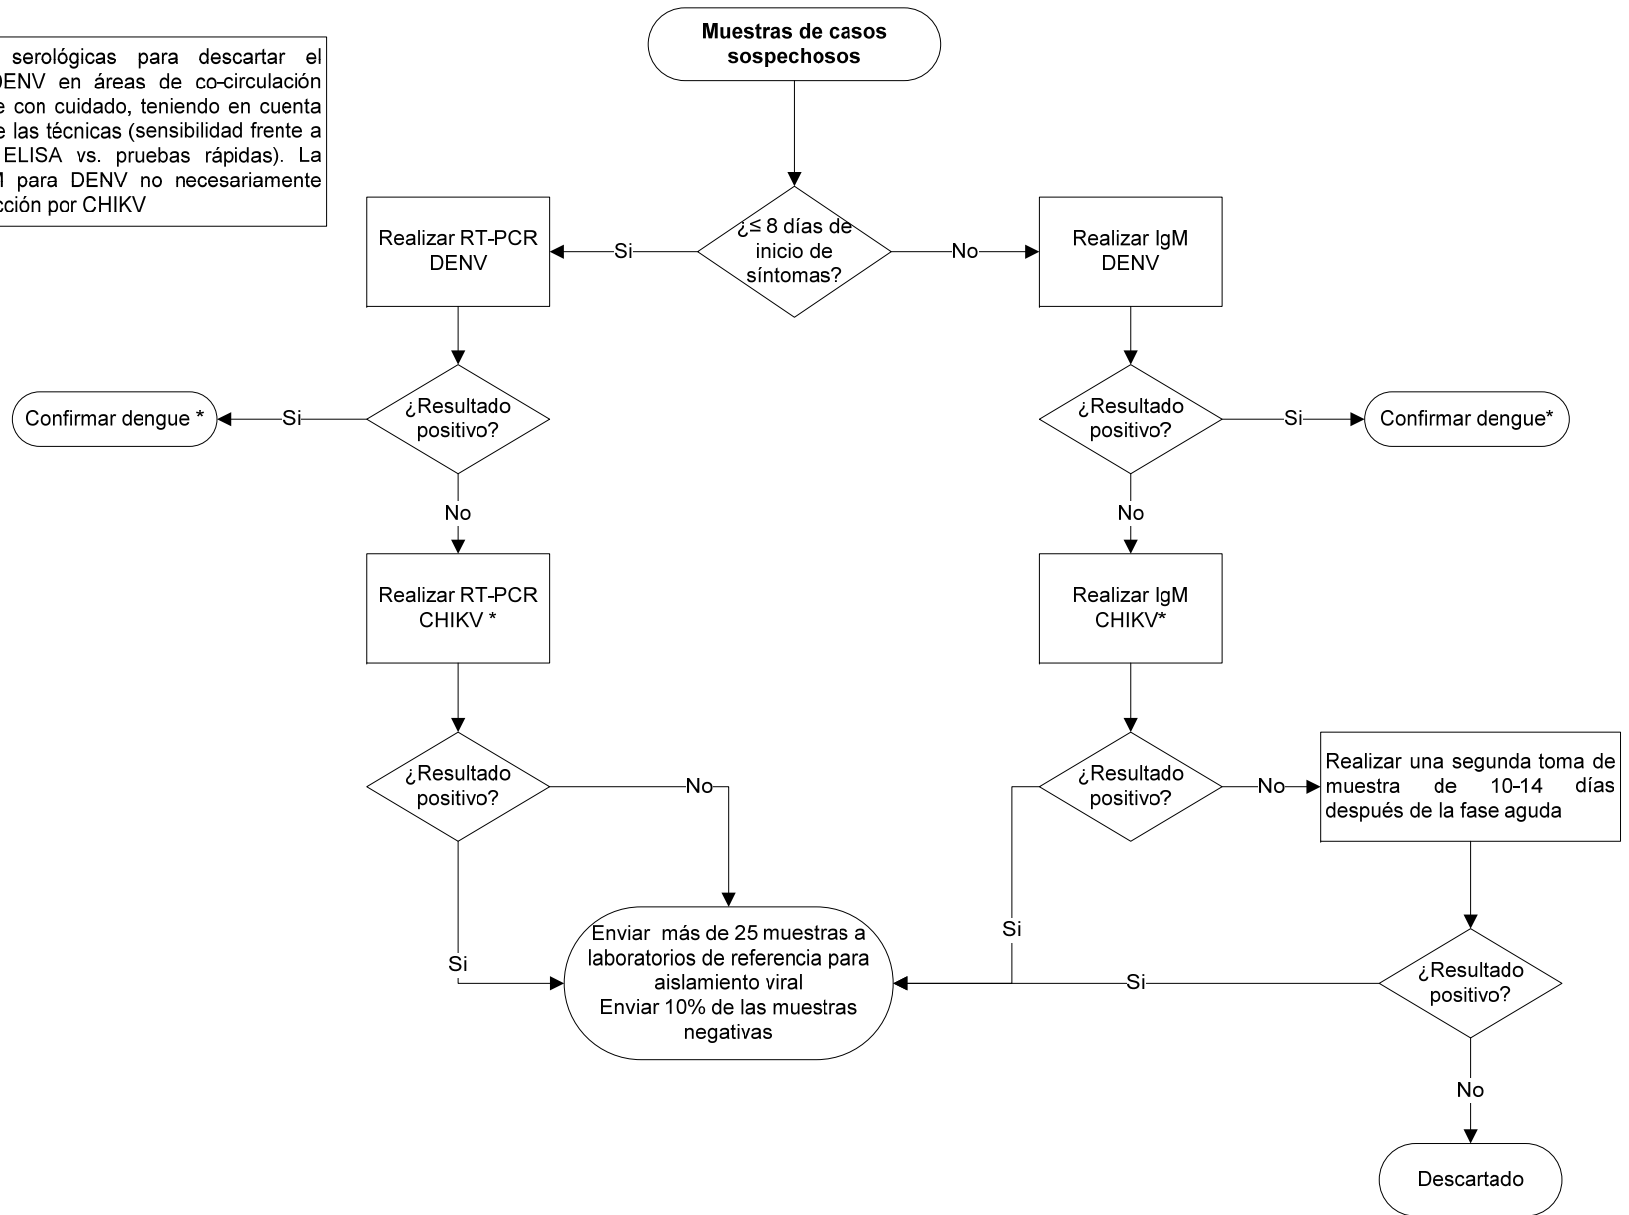 Muestras de casos
sospechosos
serológicas para descartar el
DENV en áreas de co-circulación
e con cuidado, teniendo en cuenta
e las técnicas (sensibilidad frente a
ELISA vs. pruebas rápidas). La
M para DENV no necesariamente
cción por CHIKV
¿≤ 8 días de
inicio de
síntomas?
Si
No
Realizar RT-PCR
DENV
Realizar IgM
DENV
¿Resultado
positivo?
Si
Confirmar dengue *
No
¿Resultado
positivo?
Si
Confirmar dengue*
No
Realizar RT-PCR
CHIKV *
Realizar IgM
CHIKV*
¿Resultado
positivo?
No
Si
¿Resultado
positivo?
No
Si
Realizar una segunda toma de
muestra de 10-14 días
después de la fase aguda
Enviar más de 25 muestras a
laboratorios de referencia para
aislamiento viral
Enviar 10% de las muestras
negativas
Si
¿Resultado
positivo?
No
Descartado